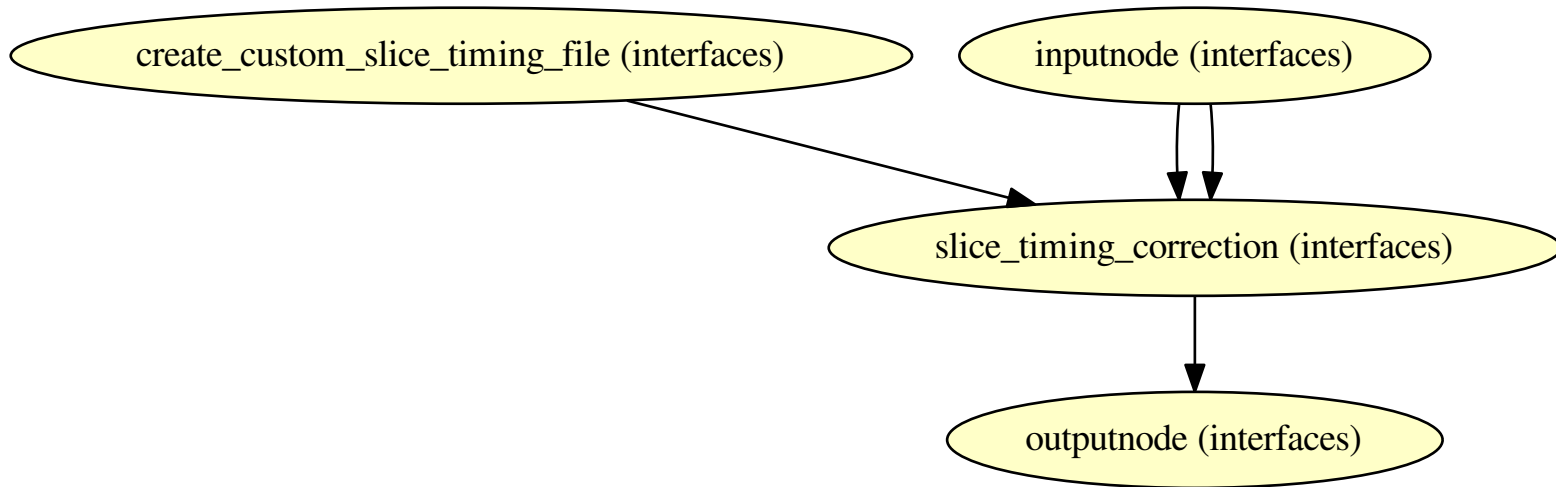 create_custom_slice_timing_file (interfaces)
inputnode (interfaces)
slice_timing_correction (interfaces)
outputnode (interfaces)